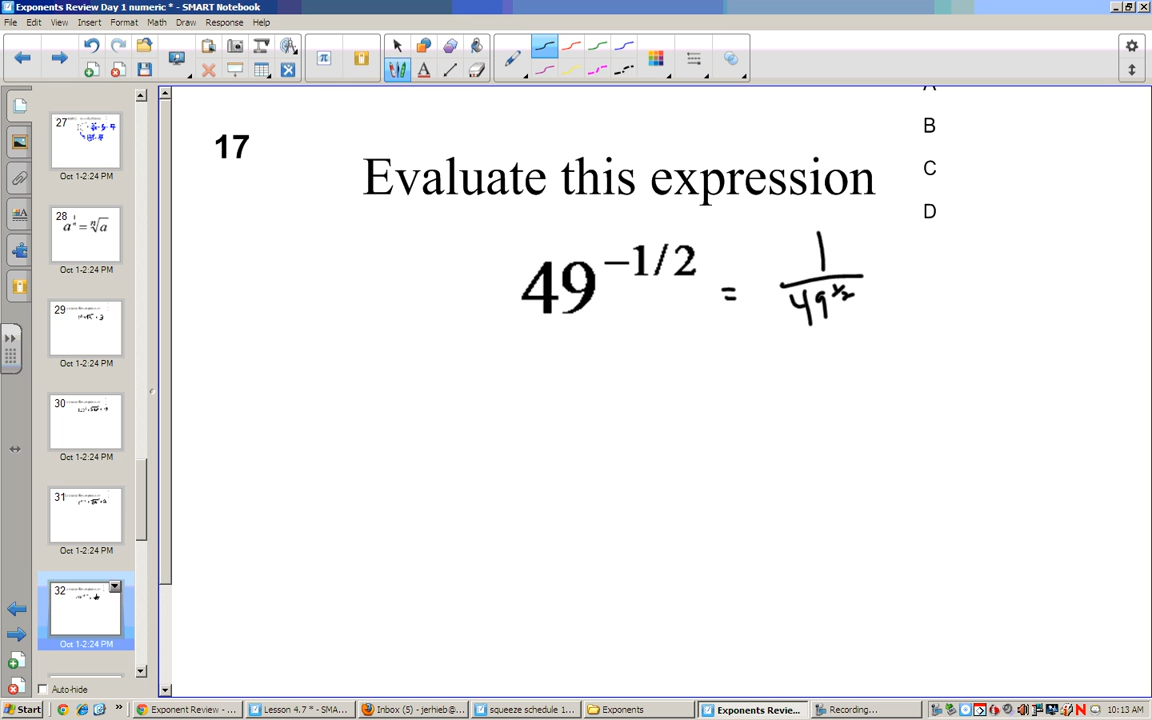 Exponents Review Day 1 numeric * - SMART Notebook
File Edit View Insert Format Math Draw Response Help
π
A
27
Oct 1-2:24 PM
28
a^(1/n) = ⁿ√a
Oct 1-2:24 PM
29
Oct 1-2:24 PM
30
Oct 1-2:24 PM
31
Oct 1-2:24 PM
32
Oct 1-2:24 PM
Auto-hide
17
Evaluate this expression
49^(−1/2) = 1/49^(1/2)
B
C
D
Start
Exponent Review - ...
Lesson 4.7 * - SMA...
Inbox (5) - jerhieb@...
squeeze schedule 1...
Exponents
Exponents Revie...
Recording...
10:13 AM